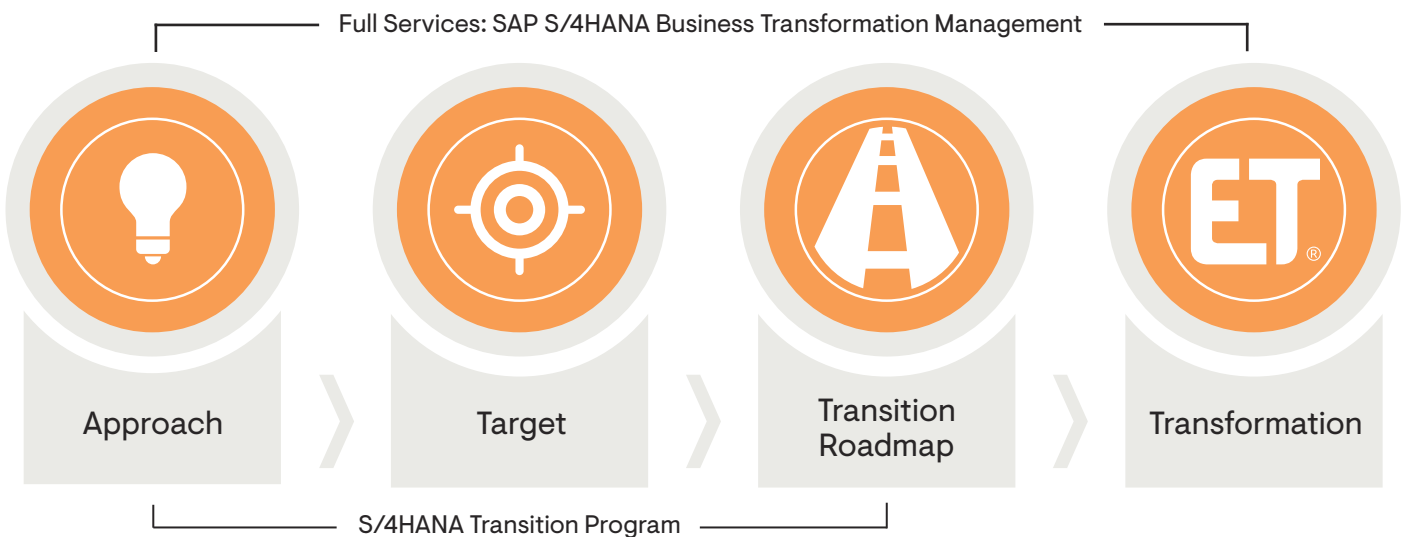 Full Services: SAP S/4HANA Business Transformation Management
ET®
Approach
Target
Transition
Roadmap
Transformation
S/4HANA Transition Program